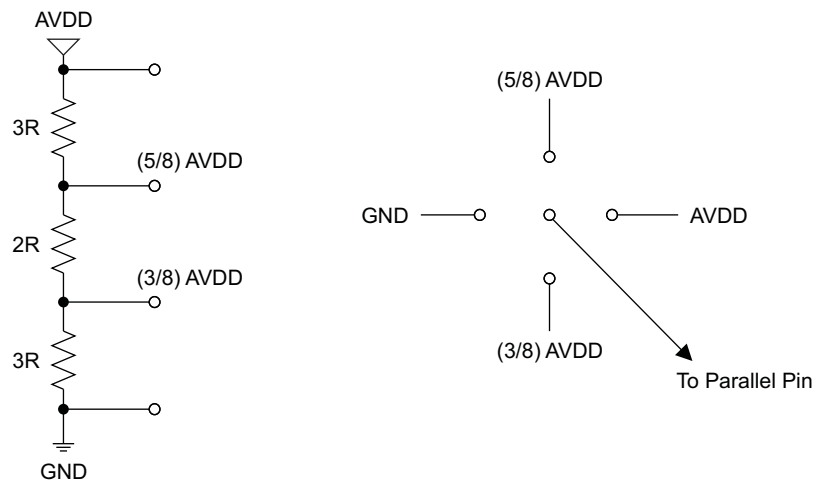 AVDD
3R
(5/8) AVDD
2R
(3/8) AVDD
3R
GND
(5/8) AVDD
GND
AVDD
(3/8) AVDD
To Parallel Pin